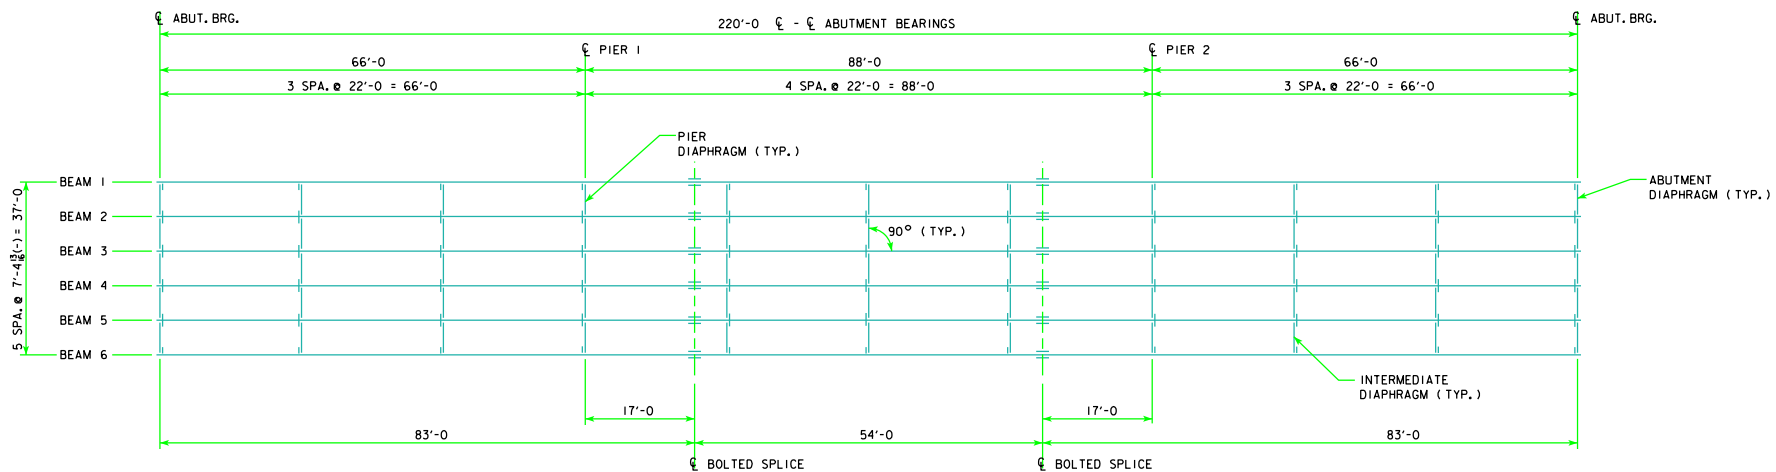 ℄ ABUT. BRG.
220'-0 ℄ - ℄ ABUTMENT BEARINGS
℄ ABUT. BRG.
℄ PIER 1
℄ PIER 2
66'-0
88'-0
66'-0
3 SPA. @ 22'-0 = 66'-0
4 SPA. @ 22'-0 = 88'-0
3 SPA. @ 22'-0 = 66'-0
PIER
DIAPHRAGM (TYP.)
ABUTMENT
DIAPHRAGM (TYP.)
BEAM 1
BEAM 2
BEAM 3
BEAM 4
BEAM 5
BEAM 6
5 SPA. @ 7'-4 13/16(-) = 37'-0
90° (TYP.)
INTERMEDIATE
DIAPHRAGM (TYP.)
17'-0
17'-0
83'-0
54'-0
83'-0
℄ BOLTED SPLICE
℄ BOLTED SPLICE